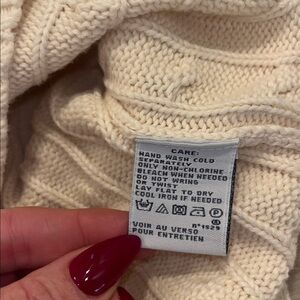 CARE:
HAND WASH COLD
SEPARATELY
ONLY NON-CHLORINE
BLEACH WHEN NEEDED
DO NOT WRING
OR TWIST
LAY FLAT TO DRY
COOL IRON IF NEEDED
n°1529
VOIR AU VERSO
POUR ENTRETIEN